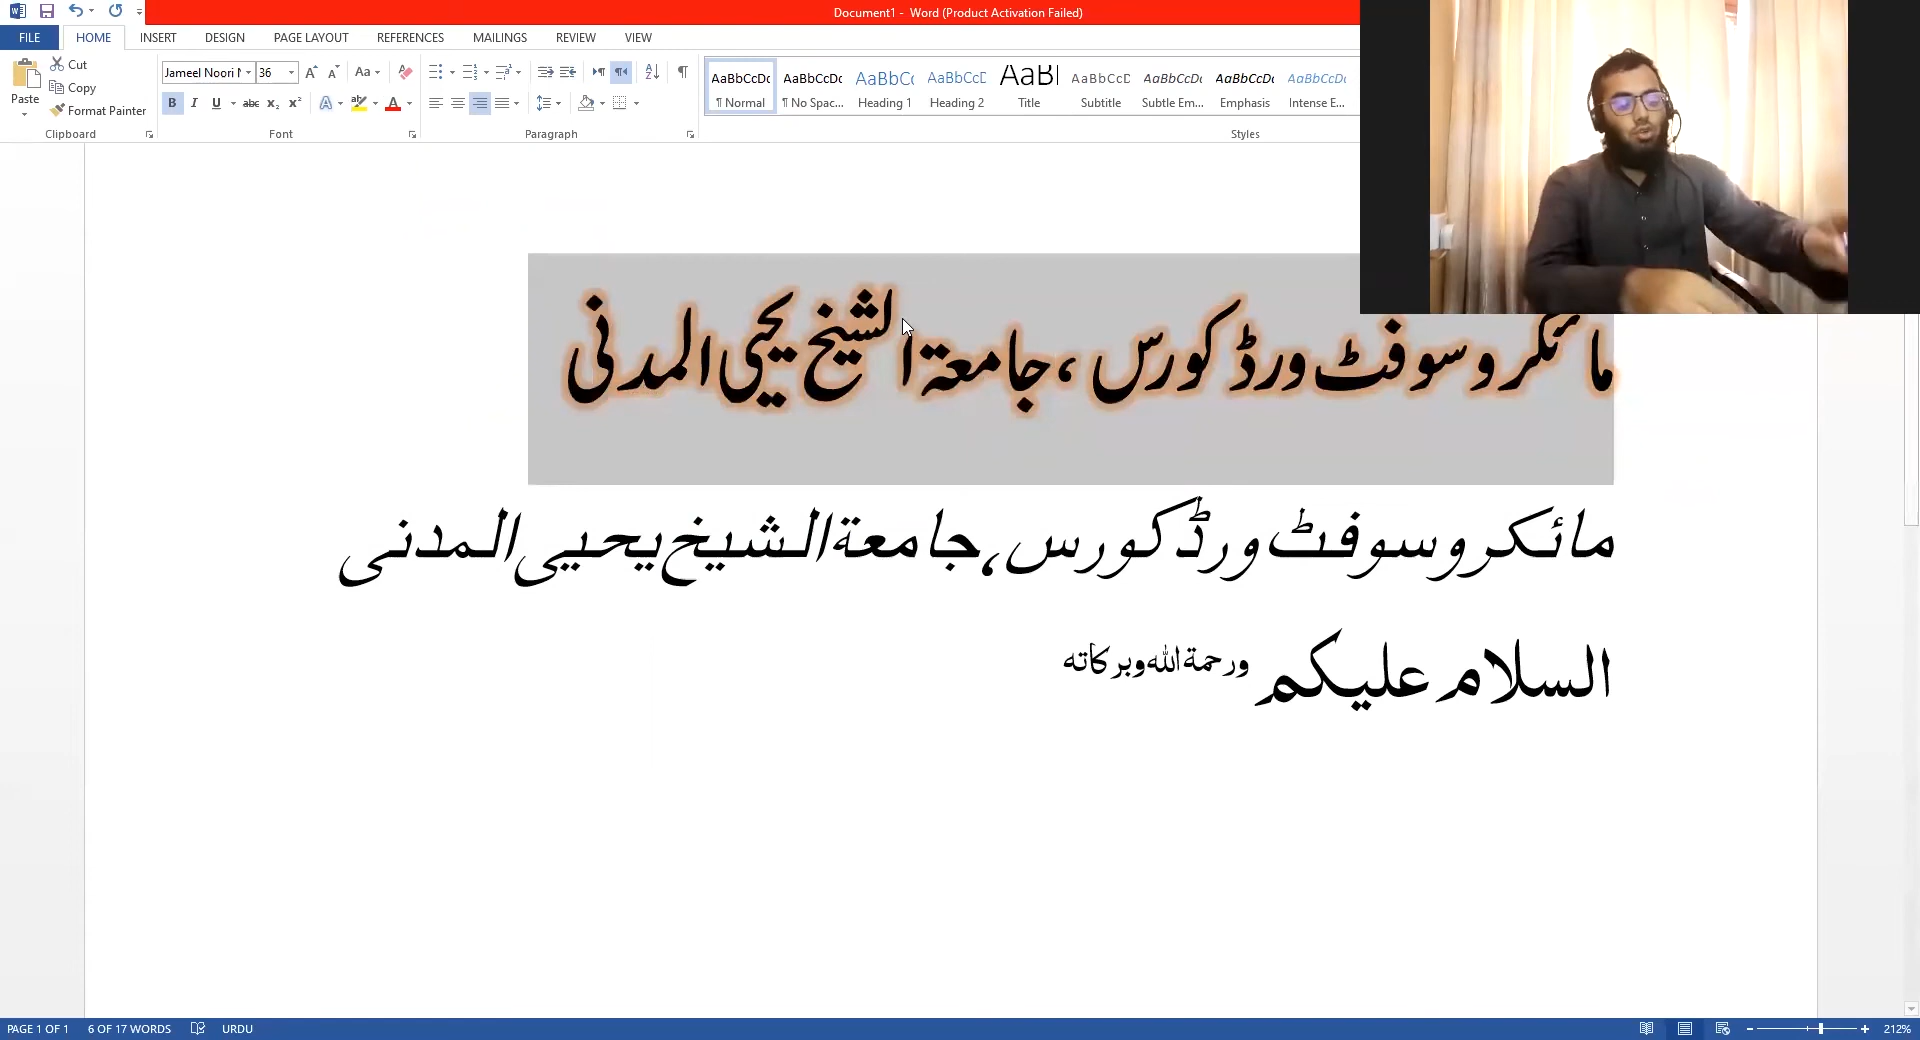 Document1 - Word (Product Activation Failed)
FILE HOME INSERT DESIGN PAGE LAYOUT REFERENCES MAILINGS REVIEW VIEW
Paste
Cut
Copy
Format Painter
Clipboard
Jameel Noori 36
Font
Paragraph
AaBbCcDc ¶ Normal
AaBbCcDc ¶ No Spac...
AaBbCc Heading 1
AaBbCcD Heading 2
AaBl Title
AaBbCcD Subtitle
AaBbCcDc Subtle Em...
AaBbCcDc Emphasis
AaBbCcDc Intense E...
Styles
مائکروسوفٹ ورڈ کورس ، جامعۃ الشیخ یحیی المدنی
مائکروسوفٹ ورڈ کورس، جامعۃ الشیخ یحیی المدنی
السلام علیکم ورحمۃ اللہ وبرکاتہ
PAGE 1 OF 1 6 OF 17 WORDS URDU 212%